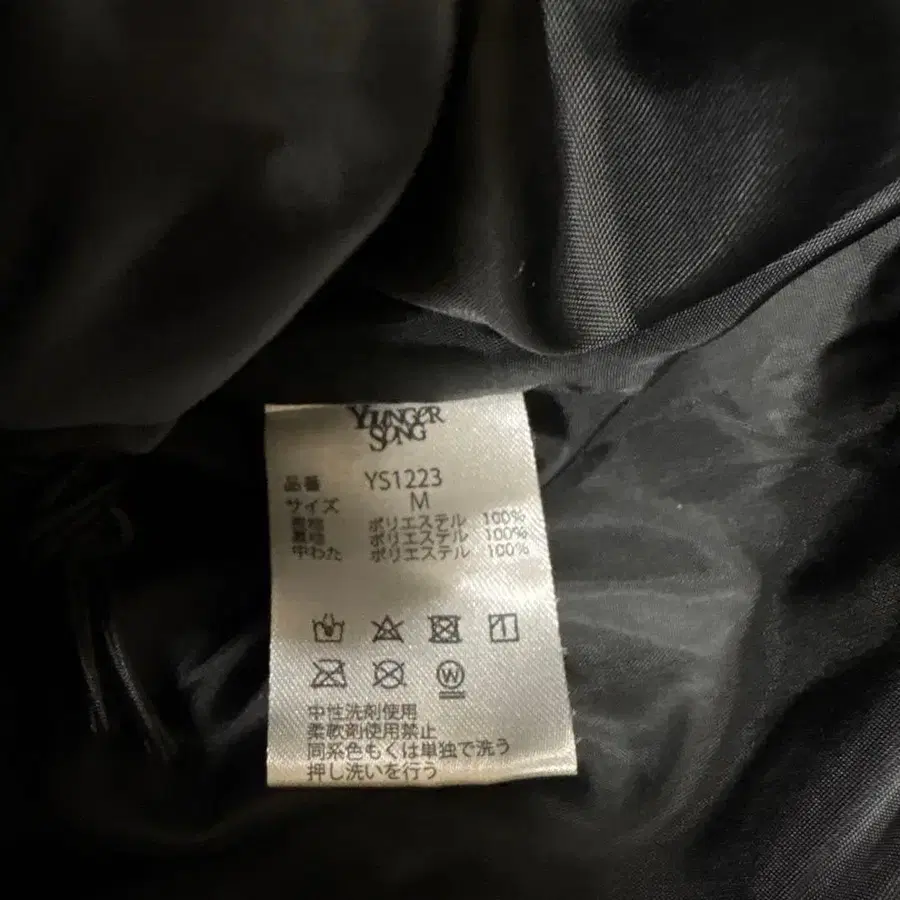 YOUNGER
SONG
品番 YS1223
サイズ M
表地 ポリエステル 100%
裏地 ポリエステル 100%
中わた ポリエステル 100%
1
W
中性洗剤使用
柔軟剤使用禁止
同系色もくは単独で洗う
押し洗いを行う